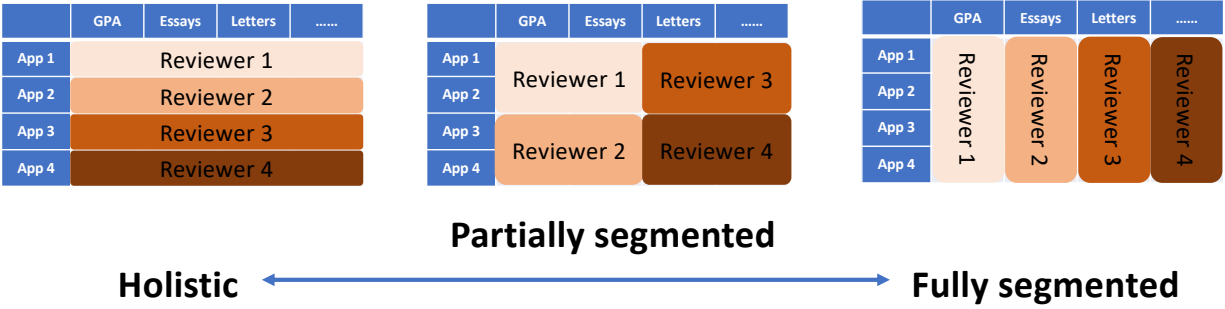 GPA Essays Letters ......
App 1 Reviewer 1
App 2 Reviewer 2
App 3 Reviewer 3
App 4 Reviewer 4
GPA Essays Letters ......
App 1
Reviewer 1 Reviewer 3
App 2
App 3
Reviewer 2 Reviewer 4
App 4
GPA Essays Letters ......
App 1
App 2
App 3
App 4
Reviewer 1
Reviewer 2
Reviewer 3
Reviewer 4
Partially segmented
Holistic Fully segmented